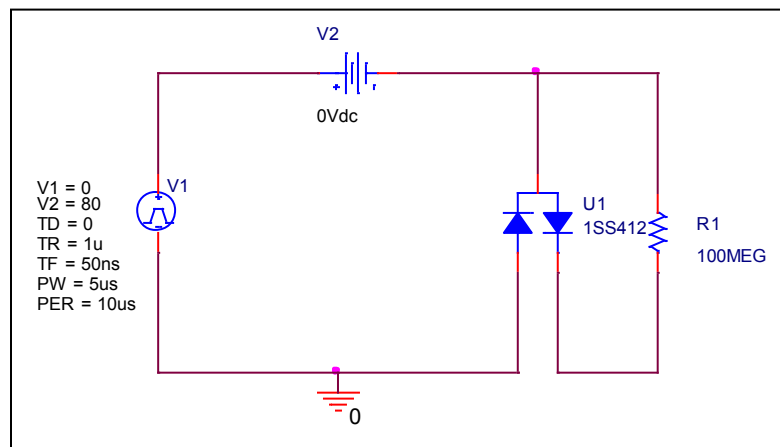 V2
0Vdc
V1
V1 = 0
V2 = 80
TD = 0
TR = 1u
TF = 50ns
PW = 5us
PER = 10us
U1
1SS412
R1
100MEG
0